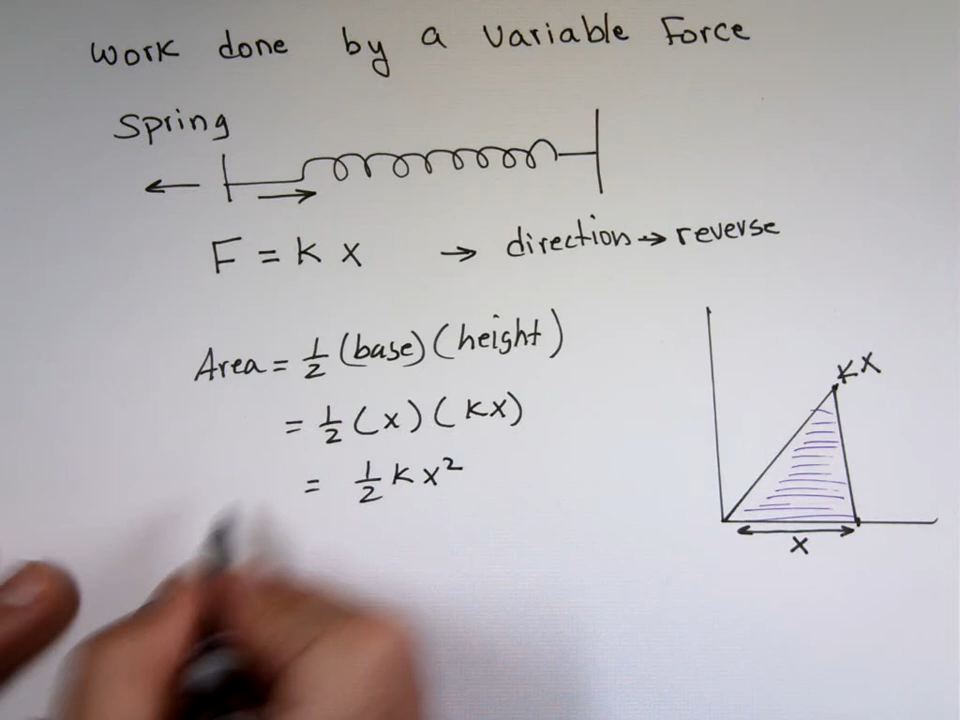 Work done by a Variable Force
Spring
F = K X → direction → reverse
Area = 1/2 (base) (height)
= 1/2 (X) (KX)
= 1/2 K X²
KX
X